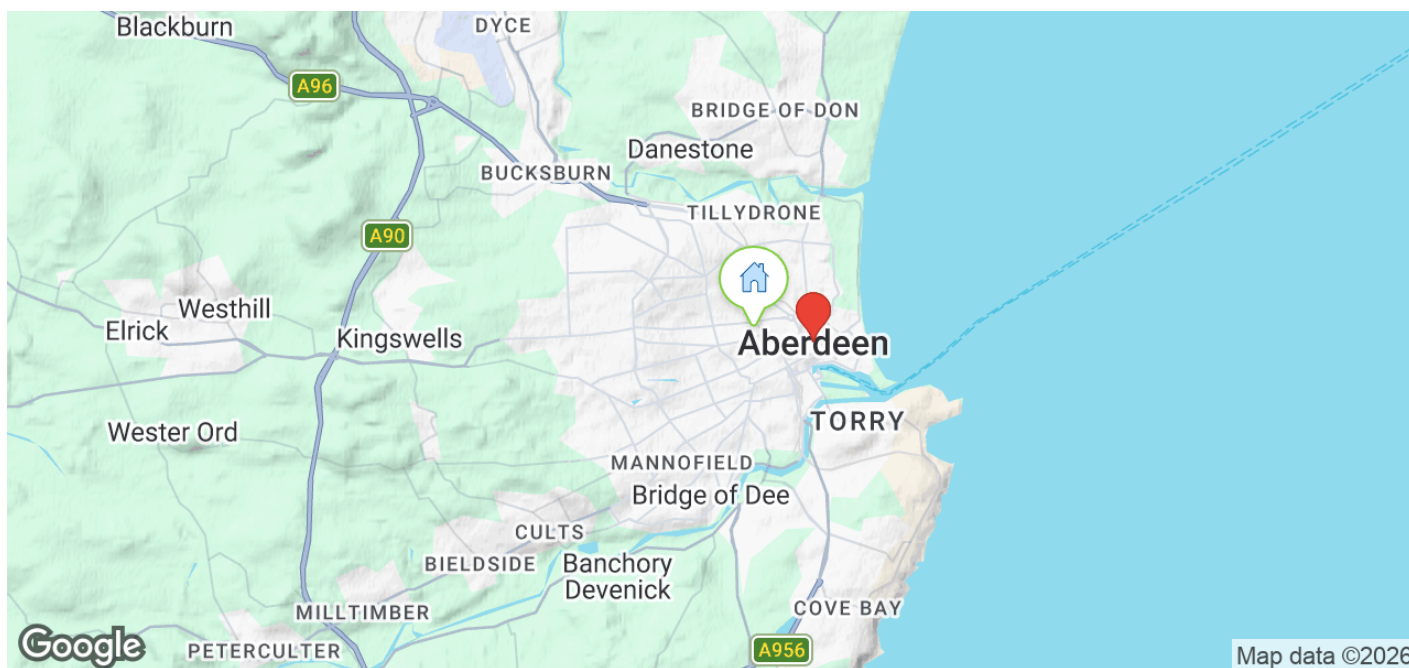 Blackburn
DYCE
A96
BRIDGE OF DON
Danestone
BUCKSBURN
TILLYDRONE
A90
Westhill
Elrick
Kingswells
Aberdeen
TORRY
Wester Ord
MANNOFIELD
Bridge of Dee
CULTS
BIELDSIDE
Banchory
Devenick
MILLTIMBER
COVE BAY
PETERCULTER
A956
Google
Map data ©2026